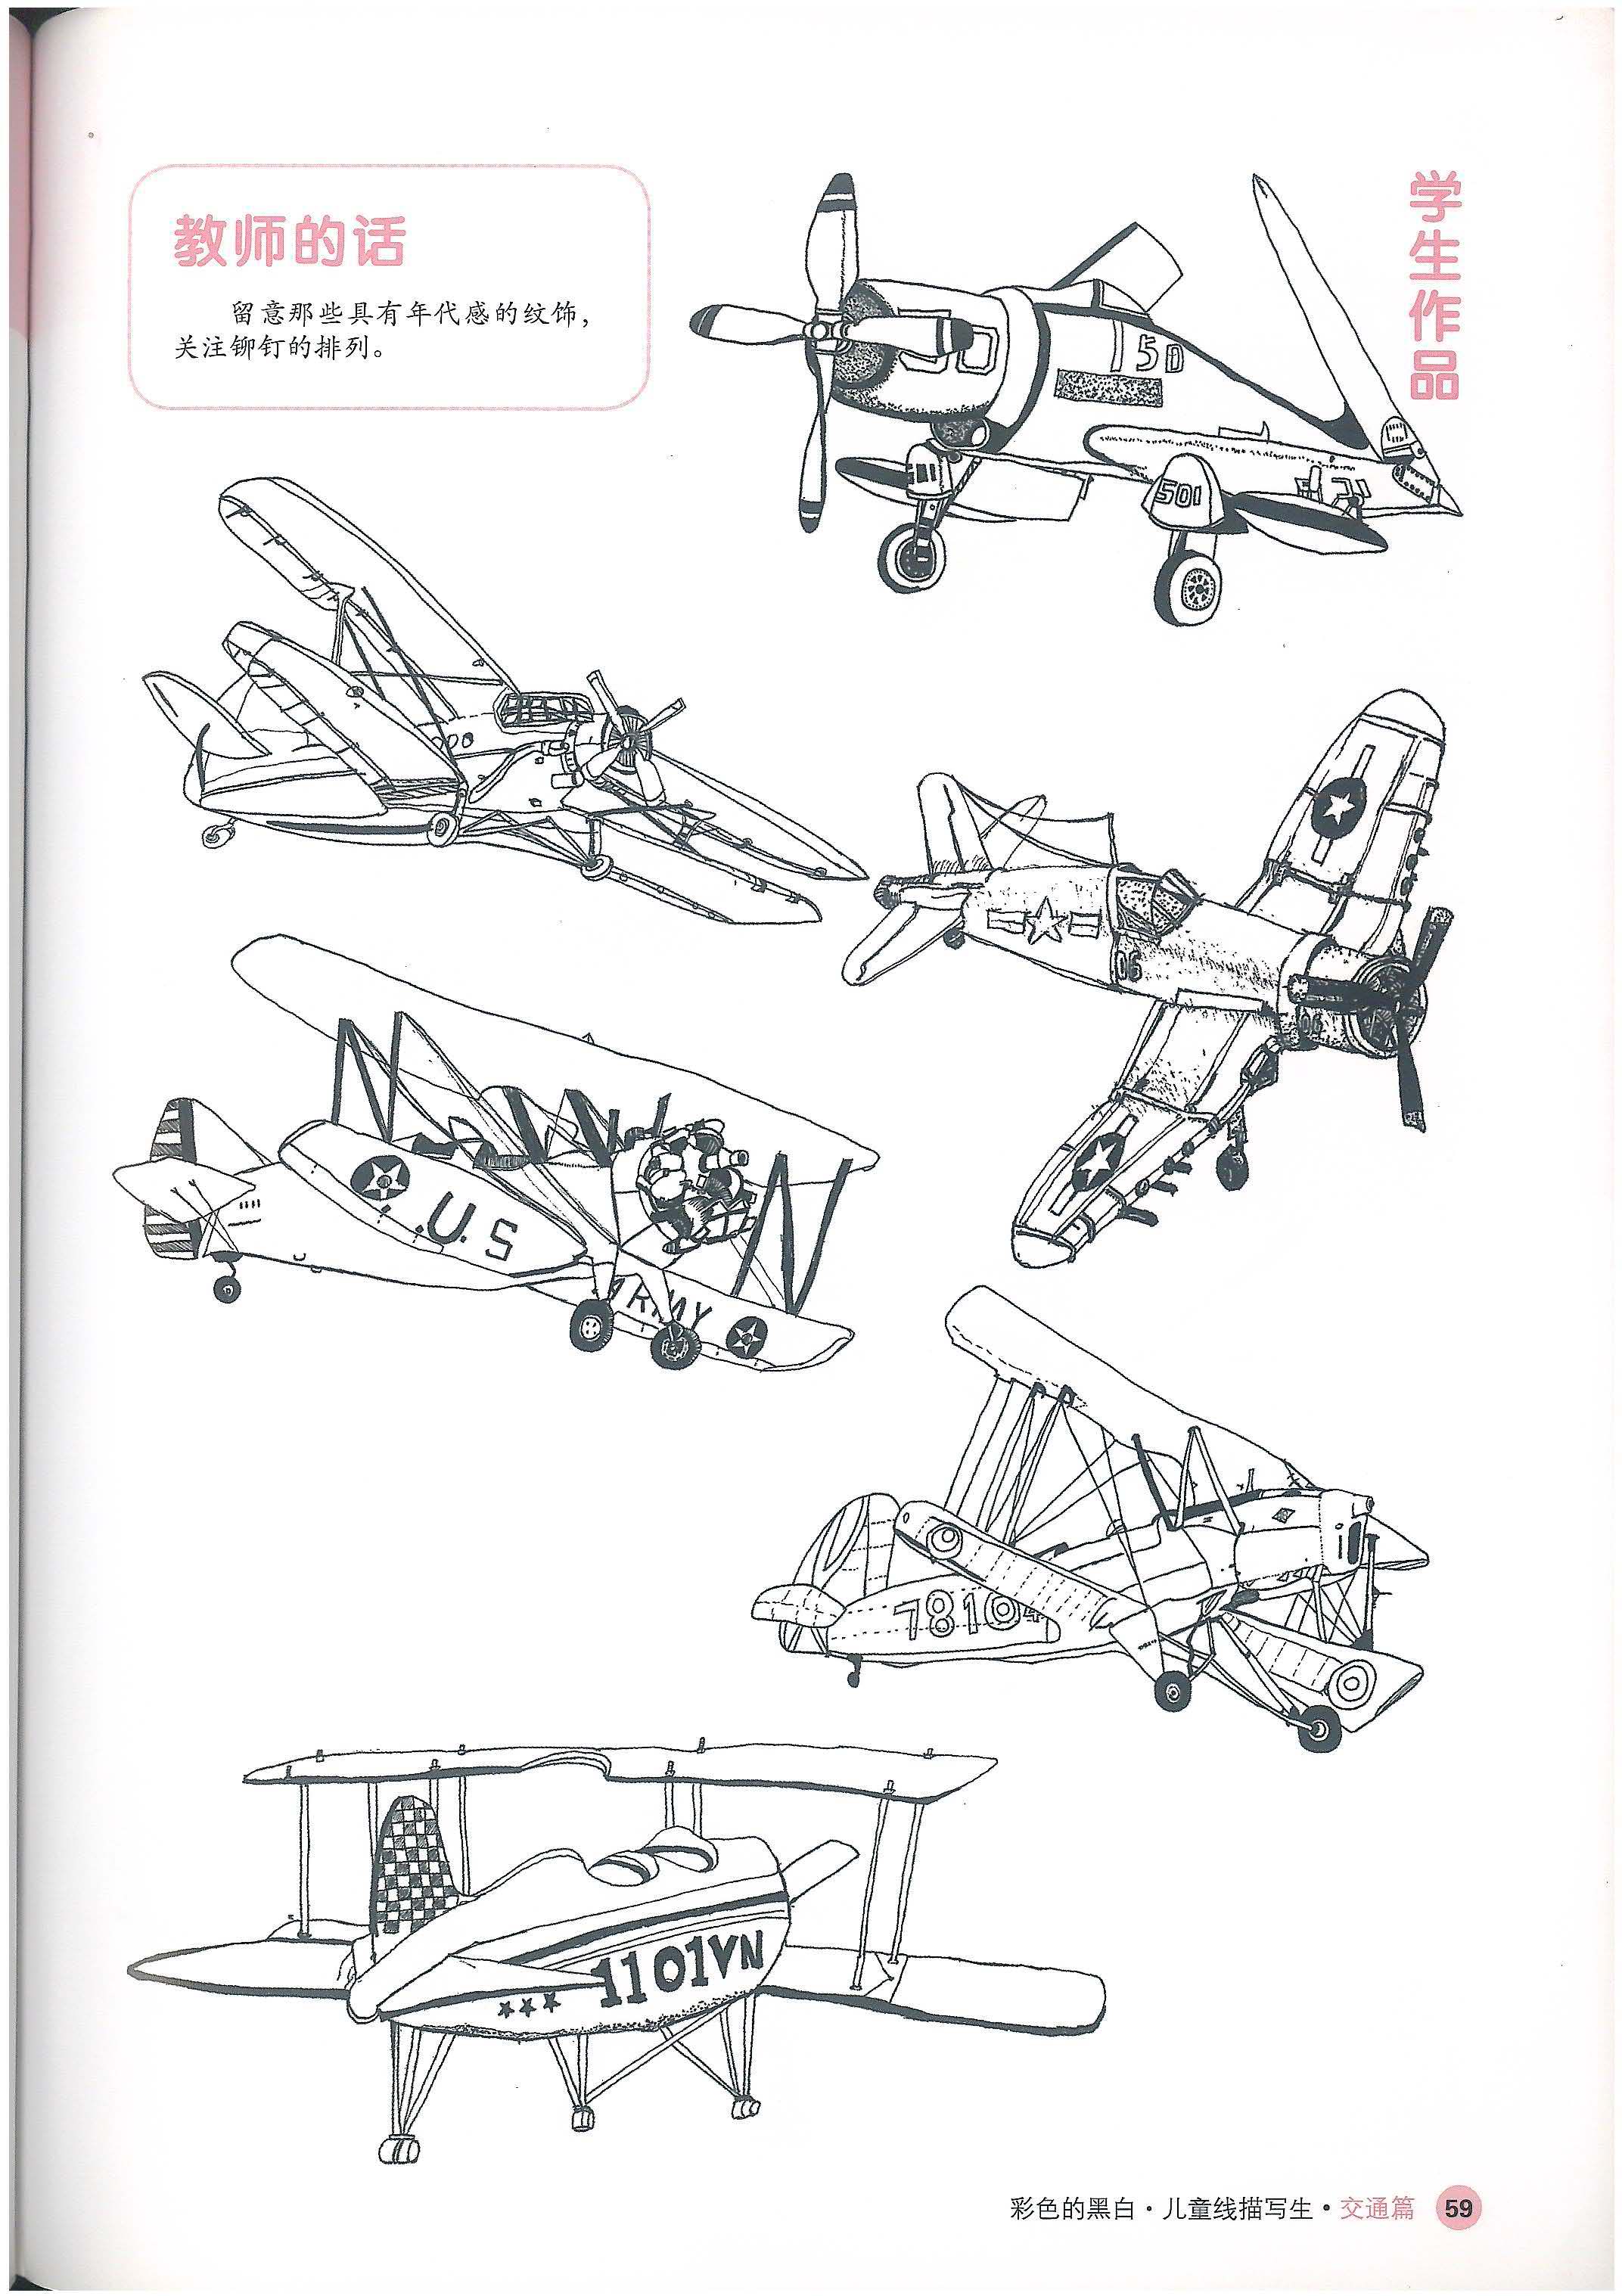 教师的话
留意那些具有年代感的纹饰，
关注铆钉的排列。
学生作品
150
501
06
06
U.S
ARMY
78104
1101VN
彩色的黑白·儿童线描写生·交通篇 59